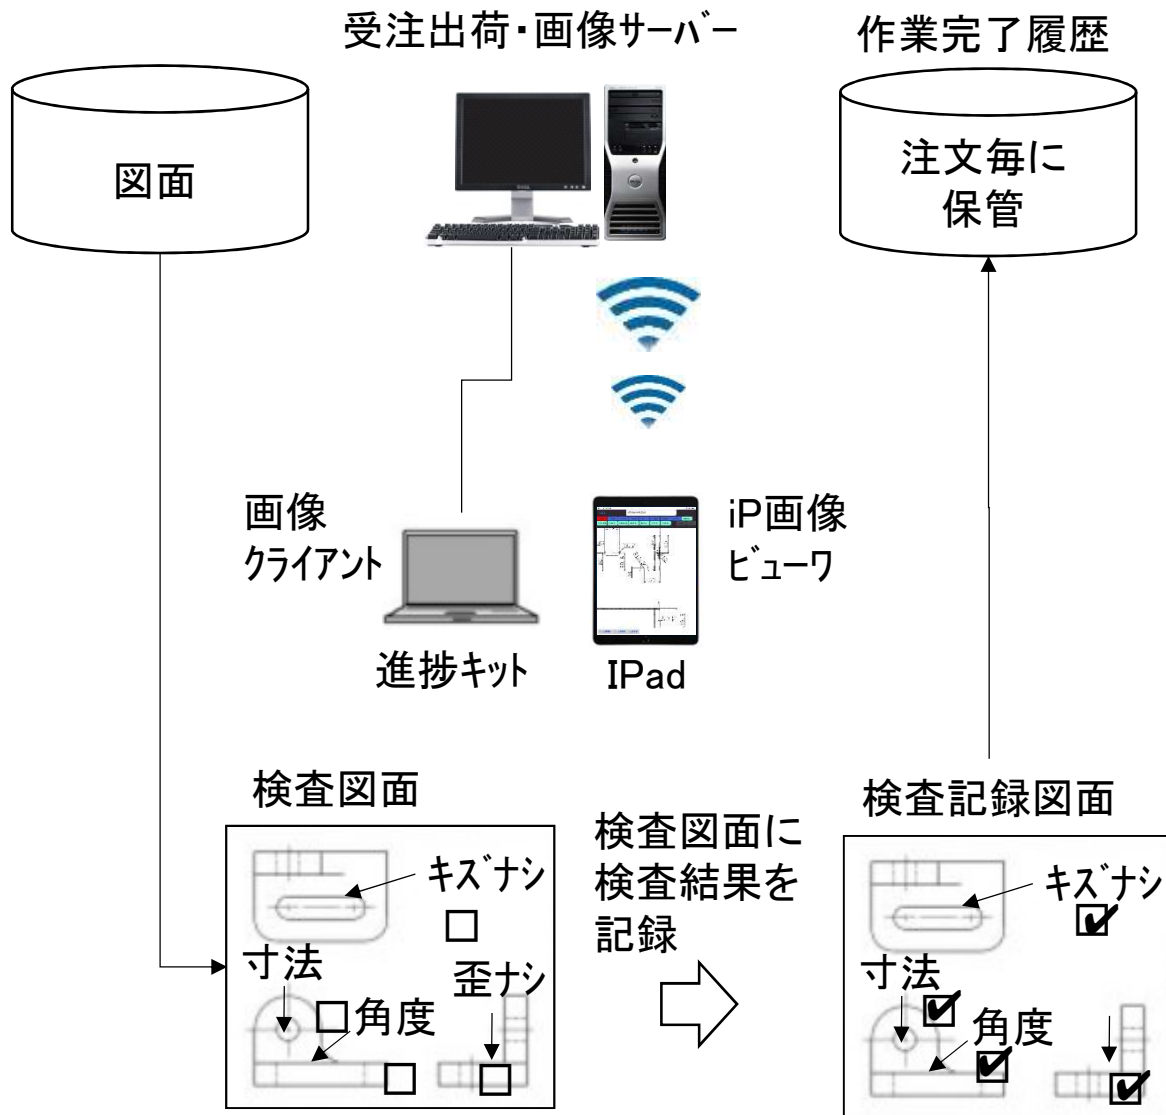 受注出荷・画像ｻｰﾊﾞｰ
作業完了履歴
図面
注文毎に
保管
画像
ｸﾗｲｱﾝﾄ
iP画像
ﾋﾞｭｰﾜ
進捗ｷｯﾄ
IPad
検査図面
検査図面に
検査結果を
記録
検査記録図面
ｷｽﾞﾅｼ
寸法
歪ﾅｼ
角度
ｷｽﾞﾅｼ
寸法
角度